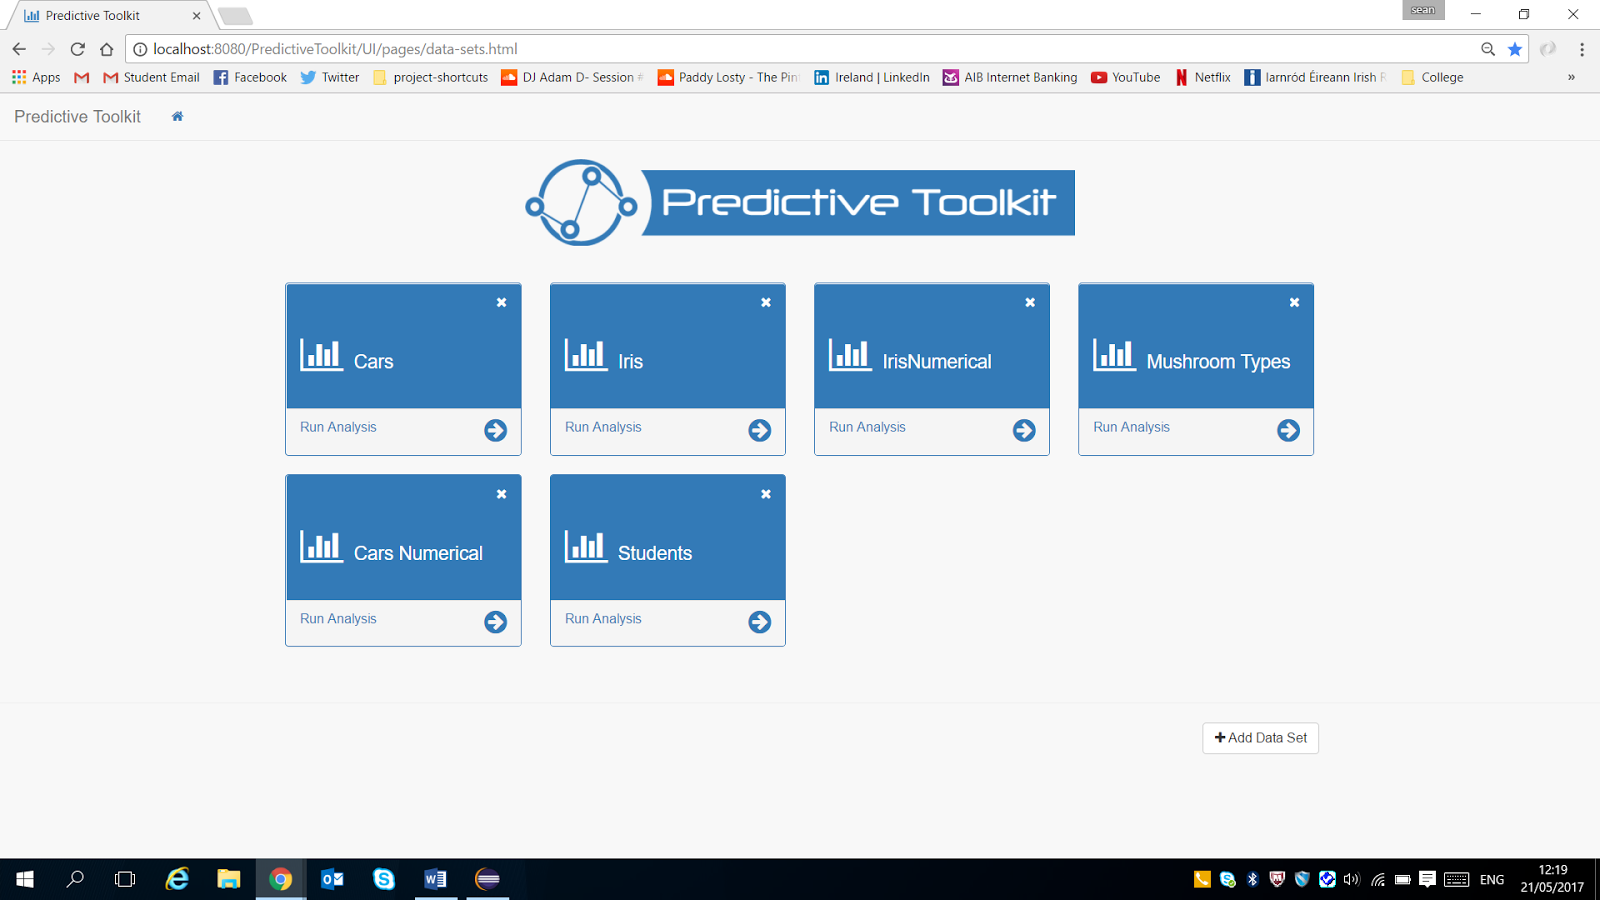 Predictive Toolkit
sean
localhost:8080/PredictiveToolkit/UI/pages/data-sets.html
Apps
Student Email
Facebook
Twitter
project-shortcuts
DJ Adam D- Session
Paddy Losty - The Pin
Ireland | LinkedIn
AIB Internet Banking
YouTube
Netflix
Iarnród Éireann Irish R
College
»
Predictive Toolkit
Predictive Toolkit
Cars
Iris
IrisNumerical
Mushroom Types
Run Analysis
Run Analysis
Run Analysis
Run Analysis
Cars Numerical
Students
Run Analysis
Run Analysis
Add Data Set
ENG
12:19
21/05/2017